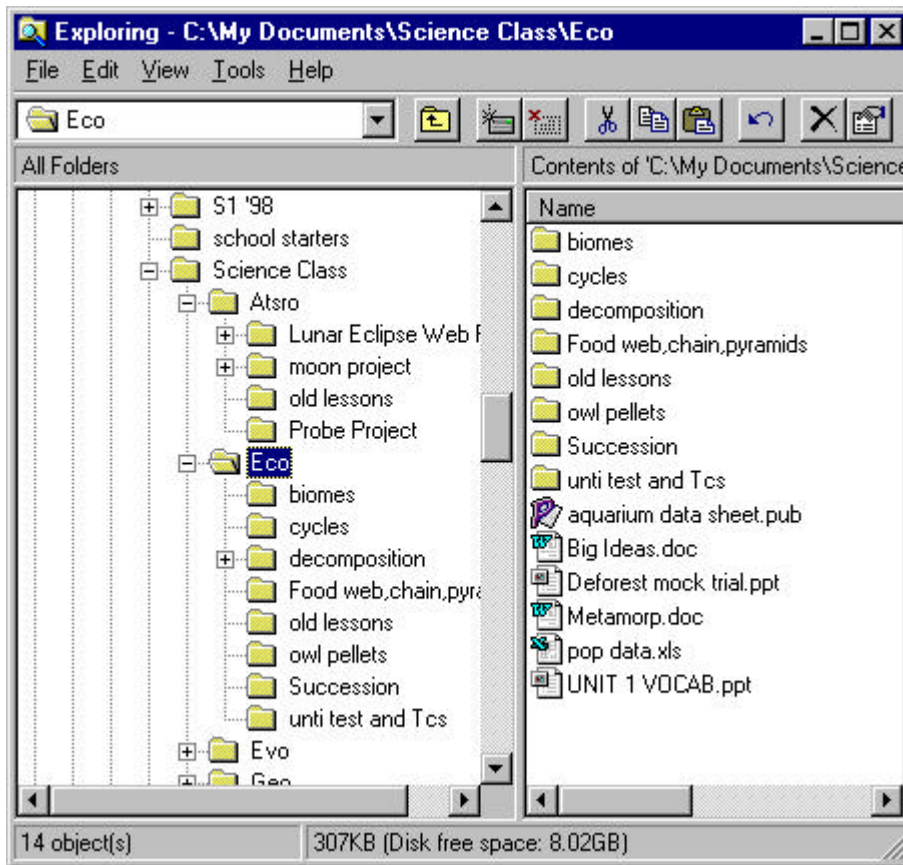 Exploring - C:\My Documents\Science Class\Eco
File Edit View Tools Help
Eco
All Folders
Contents of 'C:\My Documents\Science
S1 '98
school starters
Science Class
Atsro
Lunar Eclipse Web
moon project
old lessons
Probe Project
Eco
biomes
cycles
decomposition
Food web,chain,pyra
old lessons
owl pellets
Succession
unti test and Tcs
Evo
Geo
Name
biomes
cycles
decomposition
Food web,chain,pyramids
old lessons
owl pellets
Succession
unti test and Tcs
aquarium data sheet.pub
Big Ideas.doc
Deforest mock trial.ppt
Metamorp.doc
pop data.xls
UNIT 1 VOCAB.ppt
14 object(s)
307KB (Disk free space: 8.02GB)